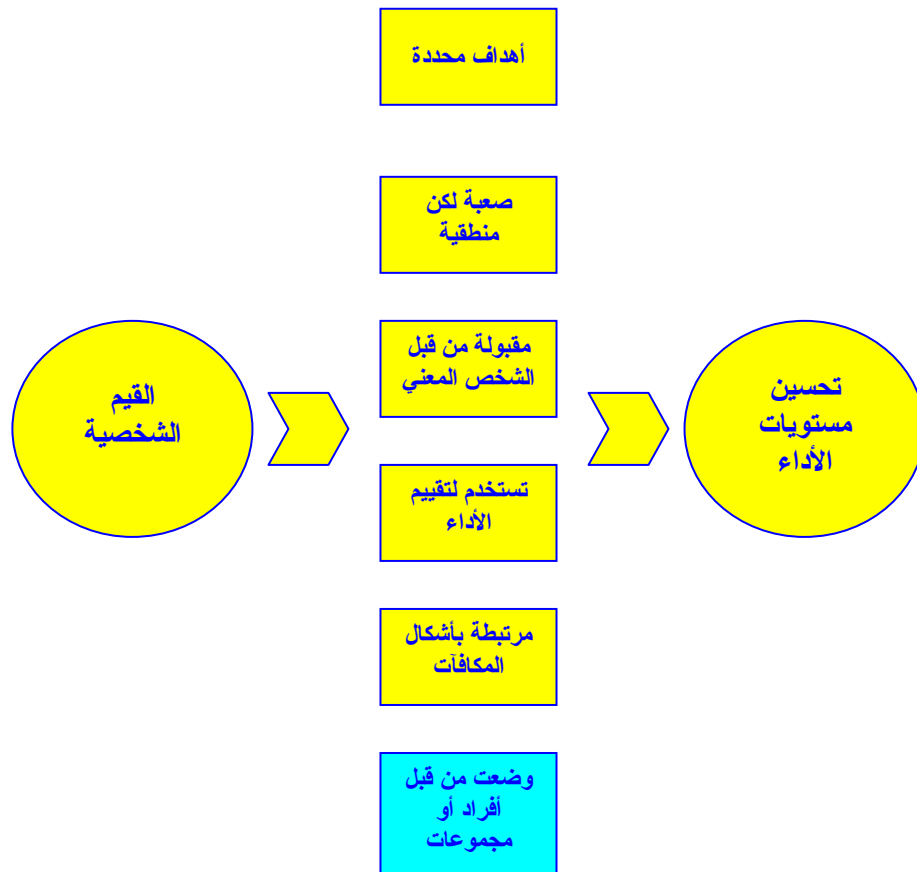 أهداف محددة
صعبة لكن
منطقية
القيم
الشخصية
مقبولة من قبل
الشخص المعني
تستخدم لتقييم
الأداء
مرتبطة بأشكال
المكافآت
وضعت من قبل
أفراد أو
مجموعات
تحسين
مستويات
الأداء